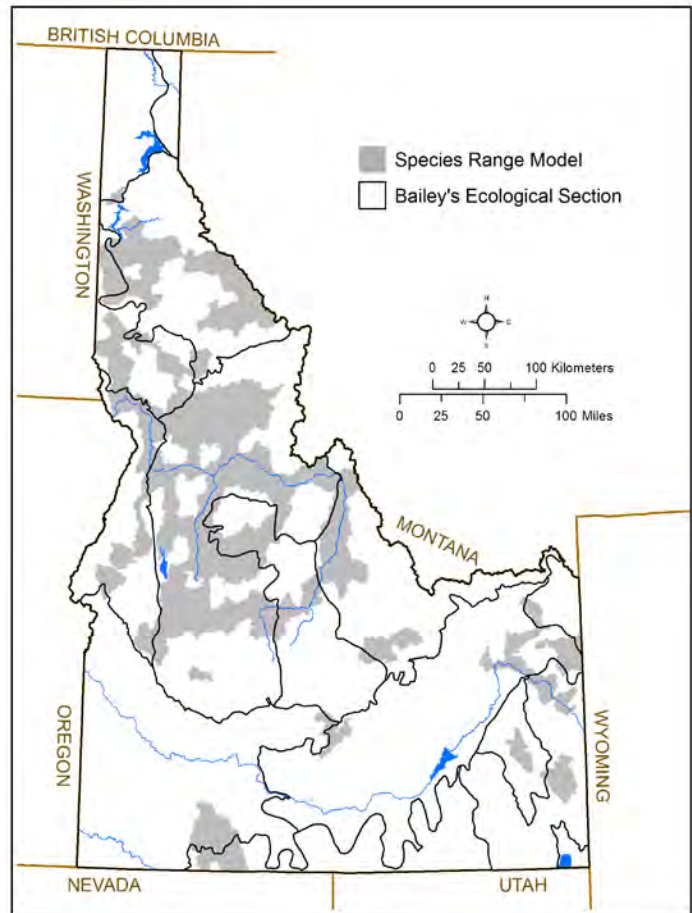 BRITISH COLUMBIA
WASHINGTON
Species Range Model
Bailey's Ecological Section
N
W
E
S
0 25 50 100 Kilometers
0 25 50 100 Miles
MONTANA
OREGON
WYOMING
NEVADA
UTAH